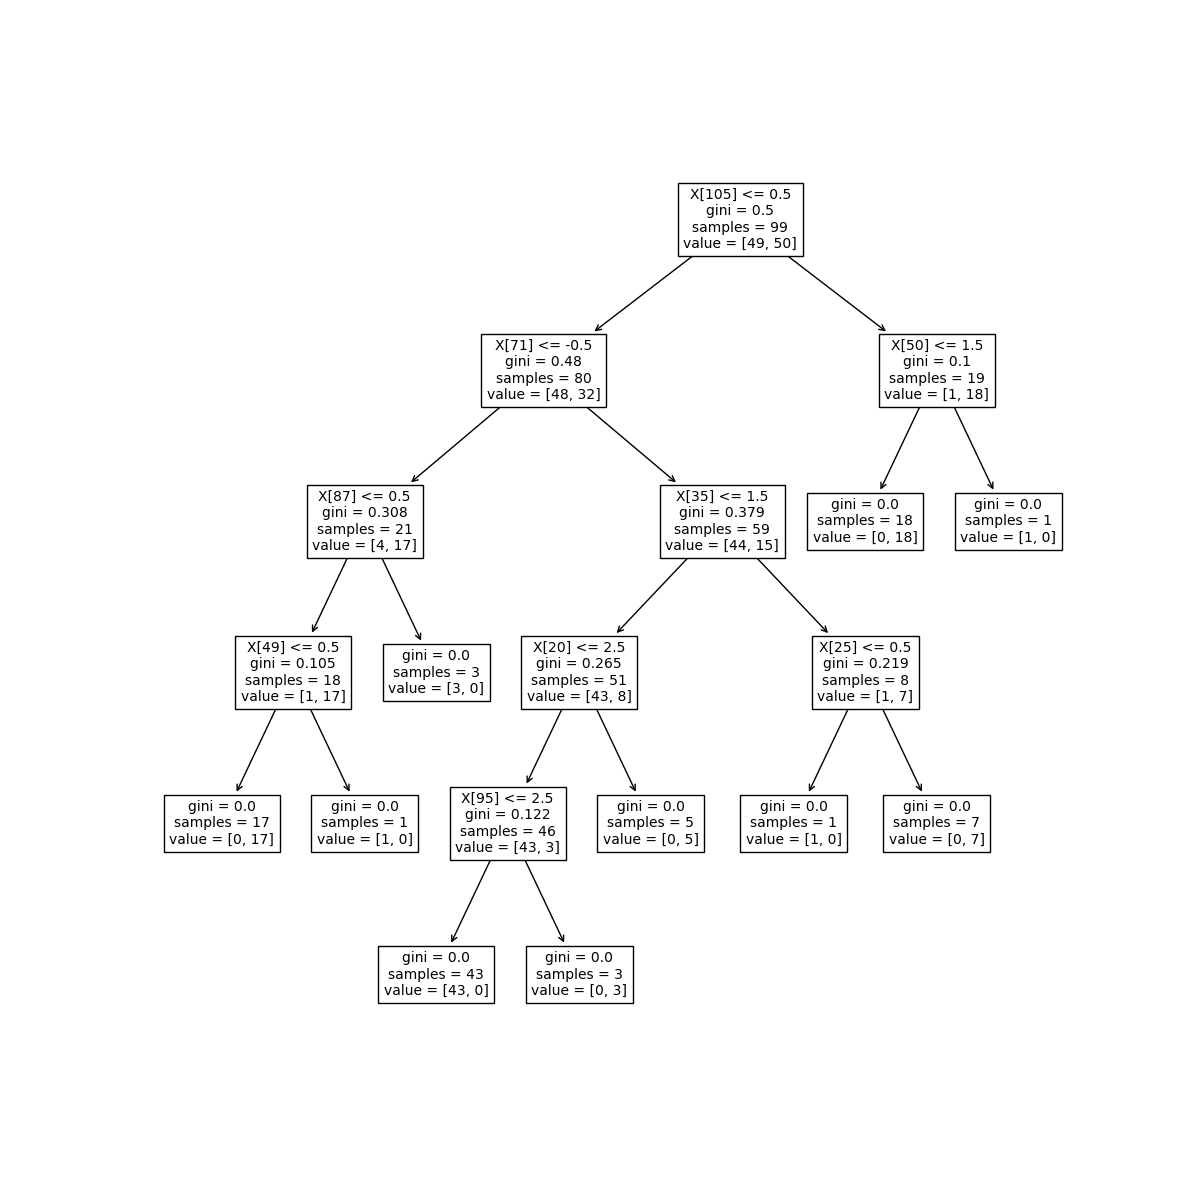 X[105] <= 0.5
gini = 0.5
samples = 99
value = [49, 50]
X[71] <= -0.5
gini = 0.48
samples = 80
value = [48, 32]
X[50] <= 1.5
gini = 0.1
samples = 19
value = [1, 18]
X[87] <= 0.5
gini = 0.308
samples = 21
value = [4, 17]
X[35] <= 1.5
gini = 0.379
samples = 59
value = [44, 15]
gini = 0.0
samples = 18
value = [0, 18]
gini = 0.0
samples = 1
value = [1, 0]
X[49] <= 0.5
gini = 0.105
samples = 18
value = [1, 17]
gini = 0.0
samples = 3
value = [3, 0]
X[20] <= 2.5
gini = 0.265
samples = 51
value = [43, 8]
X[25] <= 0.5
gini = 0.219
samples = 8
value = [1, 7]
gini = 0.0
samples = 17
value = [0, 17]
gini = 0.0
samples = 1
value = [1, 0]
X[95] <= 2.5
gini = 0.122
samples = 46
value = [43, 3]
gini = 0.0
samples = 5
value = [0, 5]
gini = 0.0
samples = 1
value = [1, 0]
gini = 0.0
samples = 7
value = [0, 7]
gini = 0.0
samples = 43
value = [43, 0]
gini = 0.0
samples = 3
value = [0, 3]